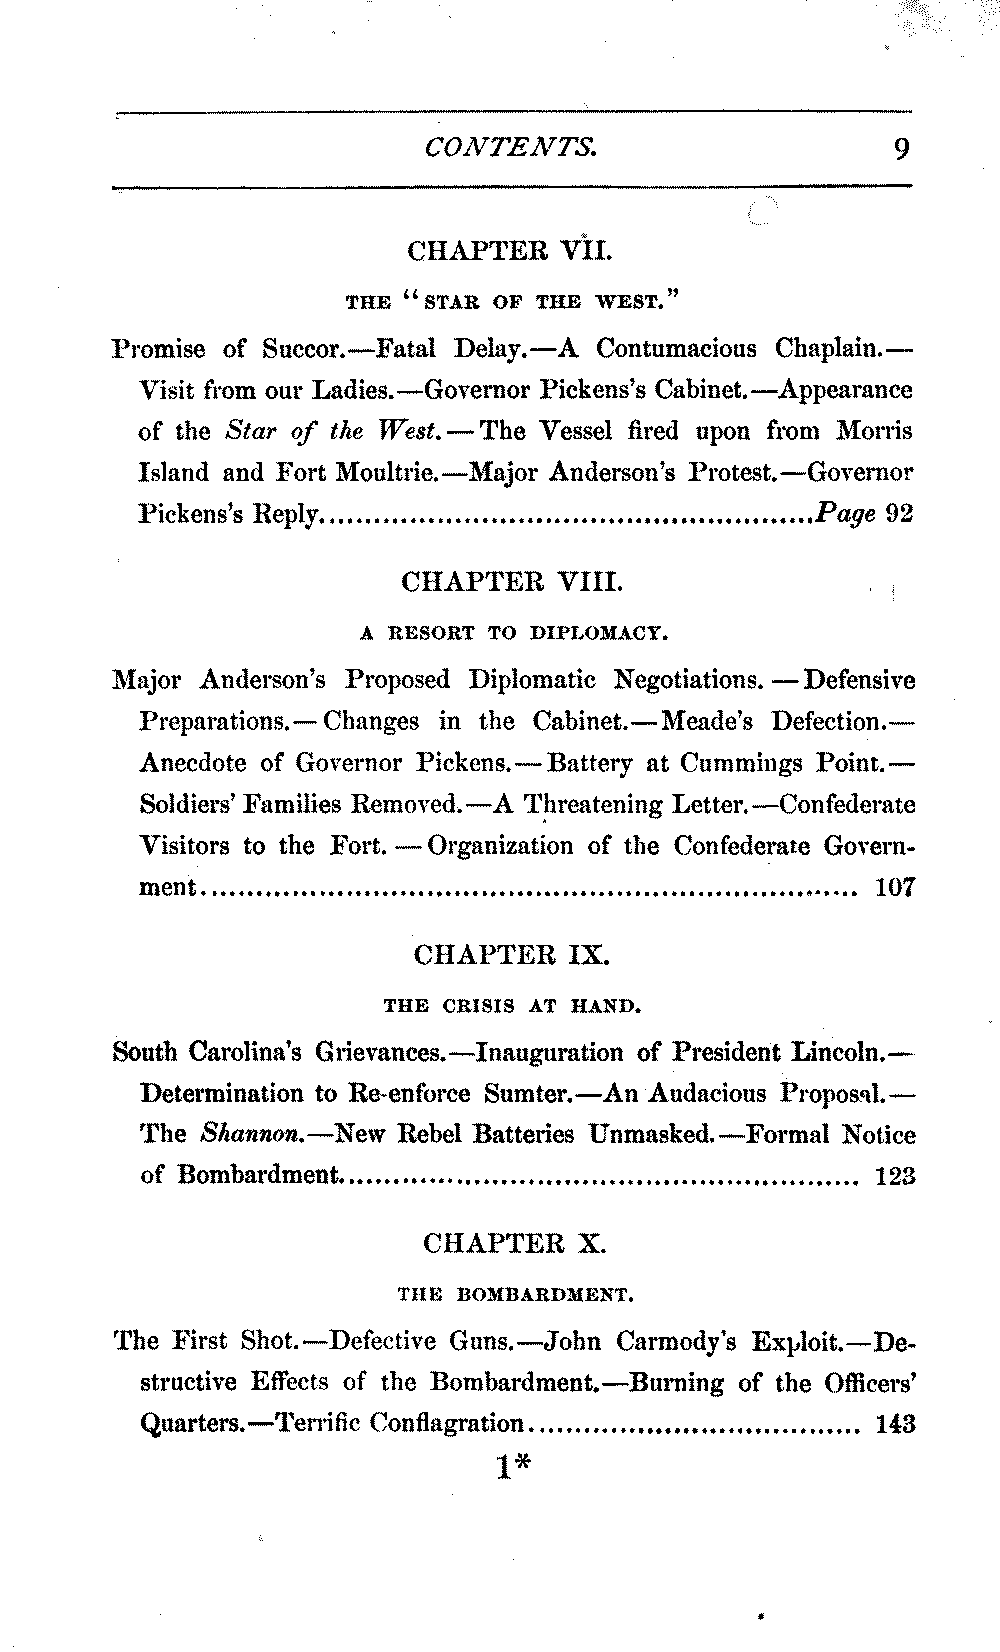 CONTENTS. 9
CHAPTER VII.
THE "STAR OF THE WEST."
Promise of Succor.—Fatal Delay.—A Contumacious Chaplain.—
Visit from our Ladies.—Governor Pickens's Cabinet.—Appearance
of the Star of the West.—The Vessel fired upon from Morris
Island and Fort Moultrie.—Major Anderson's Protest.—Governor
Pickens's Reply......................................................Page 92
CHAPTER VIII.
A RESORT TO DIPLOMACY.
Major Anderson's Proposed Diplomatic Negotiations.—Defensive
Preparations.—Changes in the Cabinet.—Meade's Defection.—
Anecdote of Governor Pickens.—Battery at Cummings Point.—
Soldiers' Families Removed.—A Threatening Letter.—Confederate
Visitors to the Fort.—Organization of the Confederate Govern-
ment........................................................................ 107
CHAPTER IX.
THE CRISIS AT HAND.
South Carolina's Grievances.—Inauguration of President Lincoln.—
Determination to Re-enforce Sumter.—An Audacious Proposal.—
The Shannon.—New Rebel Batteries Unmasked.—Formal Notice
of Bombardment......................................................... 123
CHAPTER X.
THE BOMBARDMENT.
The First Shot.—Defective Guns.—John Carmody's Exploit.—De-
structive Effects of the Bombardment.—Burning of the Officers'
Quarters.—Terrific Conflagration..................................... 143
1*